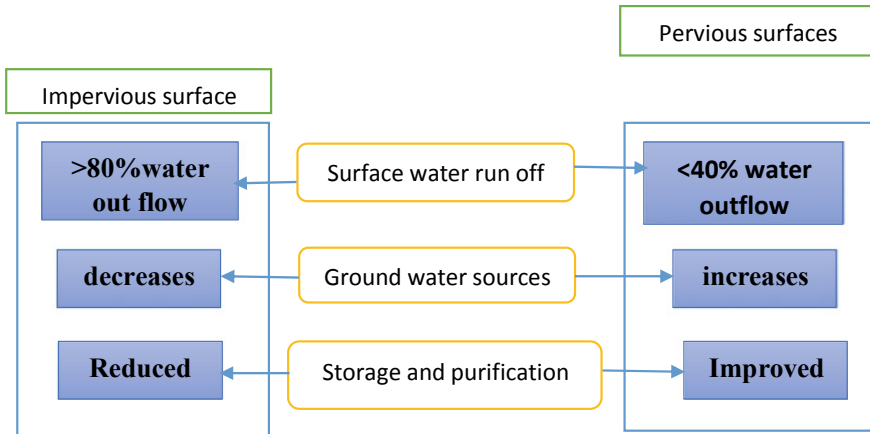 Pervious surfaces
Impervious surface
>80%water
out flow
Surface water run off
<40% water
outflow
decreases
Ground water sources
increases
Reduced
Storage and purification
Improved